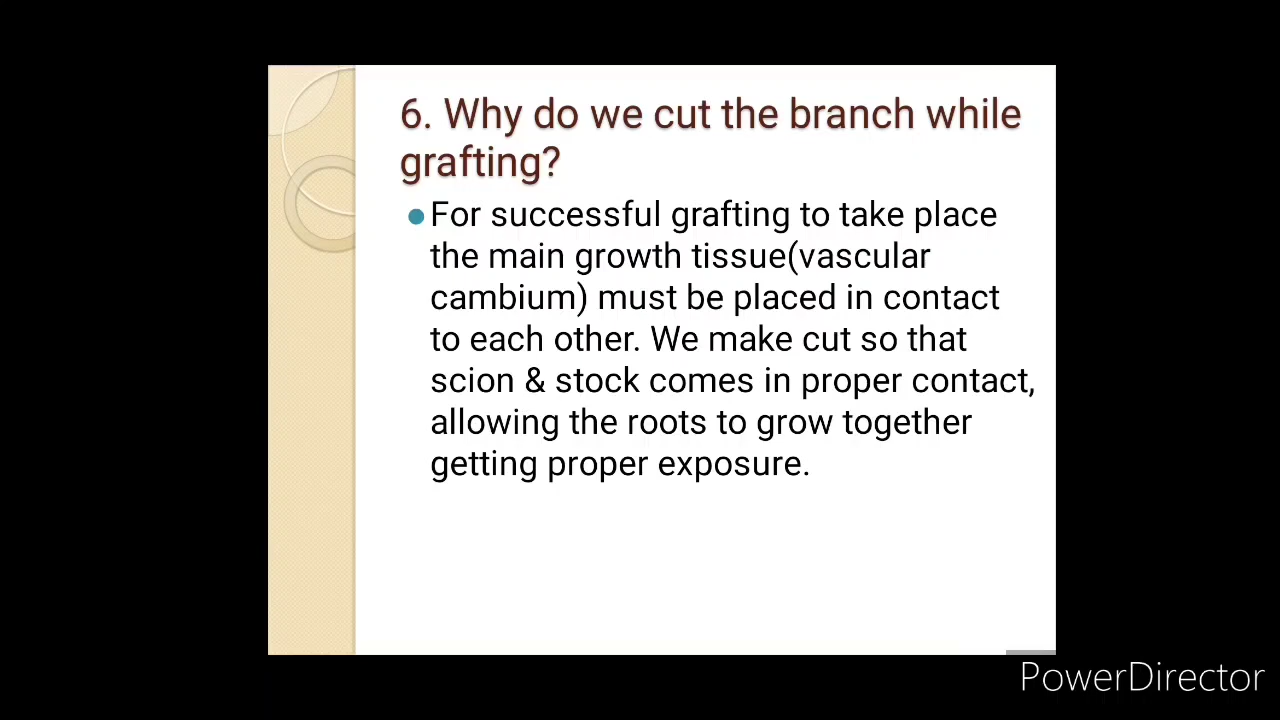 6. Why do we cut the branch while
grafting?
For successful grafting to take place
the main growth tissue(vascular
cambium) must be placed in contact
to each other. We make cut so that
scion & stock comes in proper contact,
allowing the roots to grow together
getting proper exposure.
PowerDirector